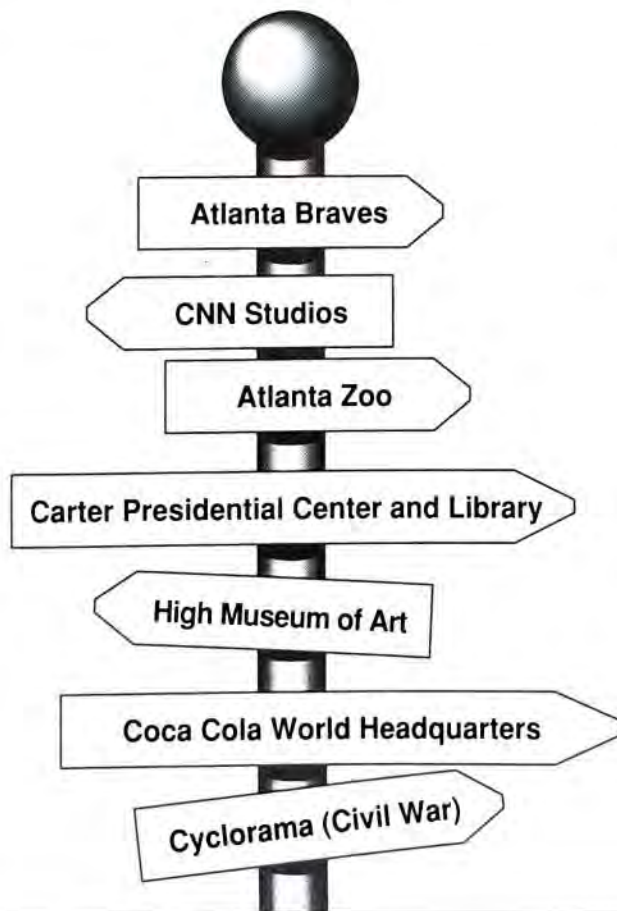 Atlanta Braves
CNN Studios
Atlanta Zoo
Carter Presidential Center and Library
High Museum of Art
Coca Cola World Headquarters
Cyclorama (Civil War)